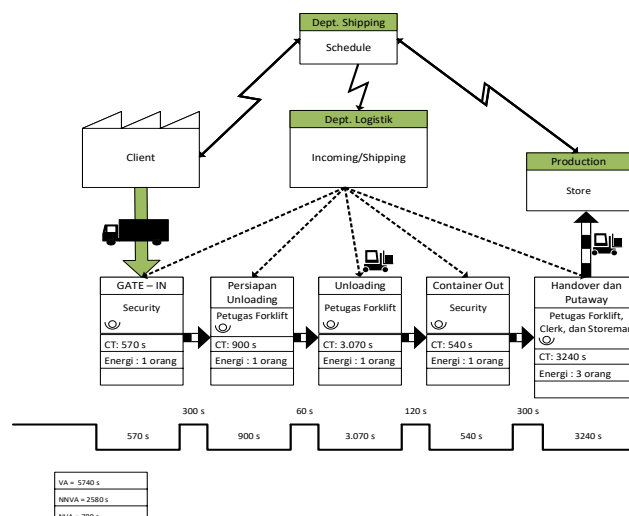 Dept. Shipping
Schedule
Dept. Logistik
Incoming/Shipping
Client
Production
Store
GATE – IN
Security
CT: 570 s
Energi : 1 orang
Persiapan
Unloading
Petugas Forklift
CT: 900 s
Energi : 1 orang
Unloading
Petugas Forklift
CT: 3.070 s
Energi : 1 orang
Container Out
Security
CT: 540 s
Energi : 1 orang
Handover dan
Putaway
Petugas Forklift,
Clerk, dan Storeman
CT: 3240 s
Energi : 3 orang
300 s
60 s
120 s
300 s
570 s
900 s
3.070 s
540 s
3240 s
VA = 5740 s
NNVA = 2580 s